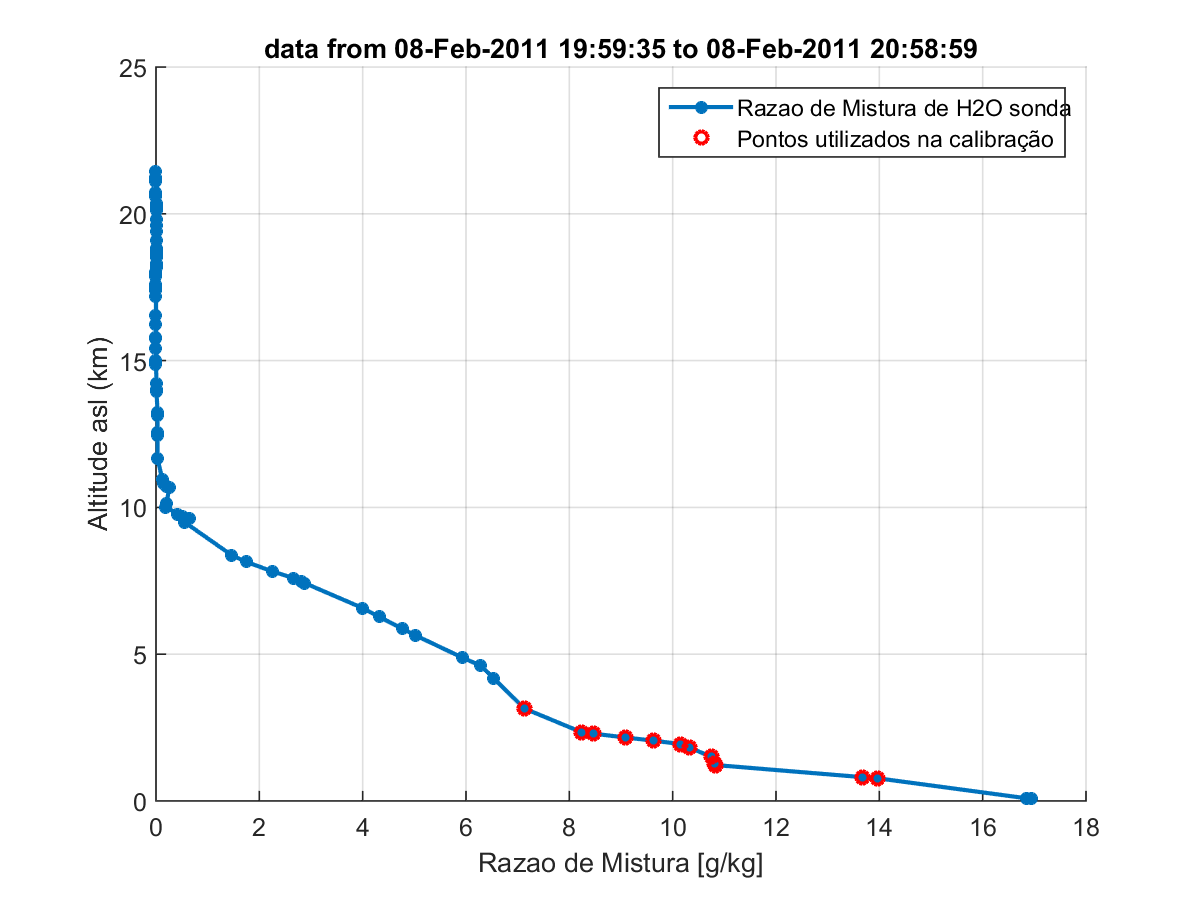 data from 08-Feb-2011 19:59:35 to 08-Feb-2011 20:58:59
Razao de Mistura de H2O sonda
Pontos utilizados na calibração
25
20
15
10
5
0
Altitude asl (km)
0 2 4 6 8 10 12 14 16 18
Razao de Mistura [g/kg]